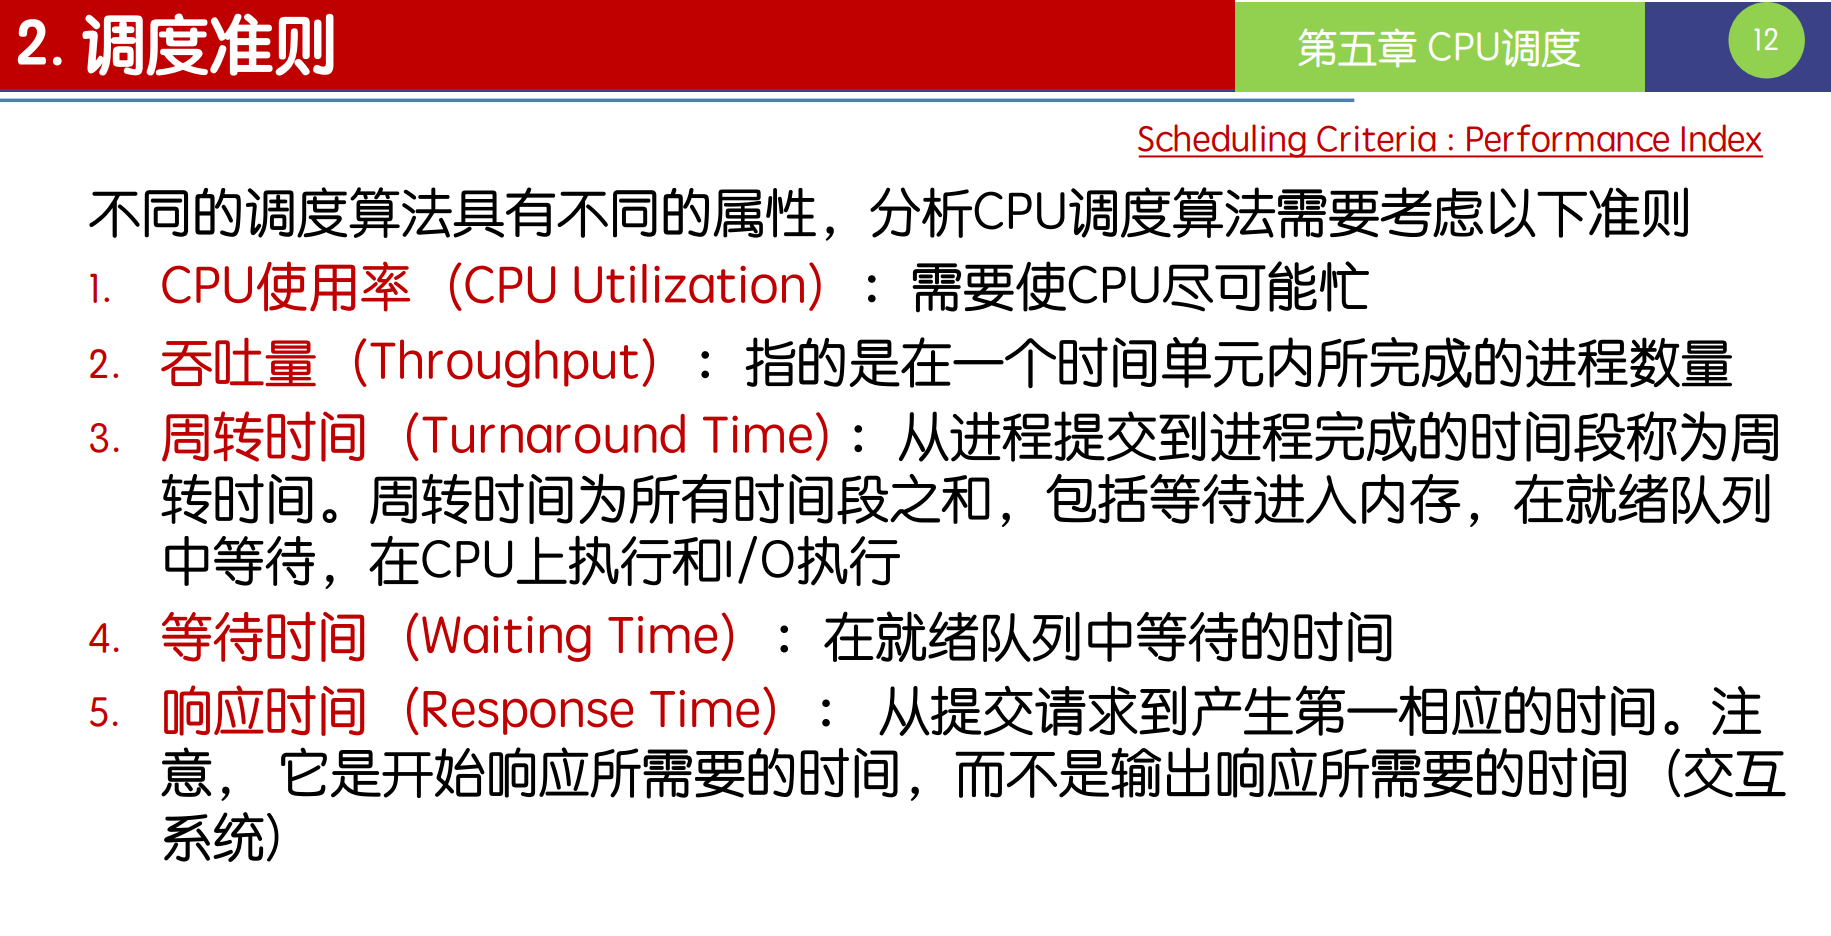 2. 调度准则
第五章 CPU调度
12
Scheduling Criteria : Performance Index
不同的调度算法具有不同的属性，分析CPU调度算法需要考虑以下准则
1. CPU使用率（CPU Utilization）：需要使CPU尽可能忙
2. 吞吐量（Throughput）：指的是在一个时间单元内所完成的进程数量
3. 周转时间（Turnaround Time）：从进程提交到进程完成的时间段称为周
转时间。周转时间为所有时间段之和，包括等待进入内存，在就绪队列
中等待，在CPU上执行和I/O执行
4. 等待时间（Waiting Time）：在就绪队列中等待的时间
5. 响应时间（Response Time）： 从提交请求到产生第一相应的时间。注
意， 它是开始响应所需要的时间，而不是输出响应所需要的时间（交互
系统）